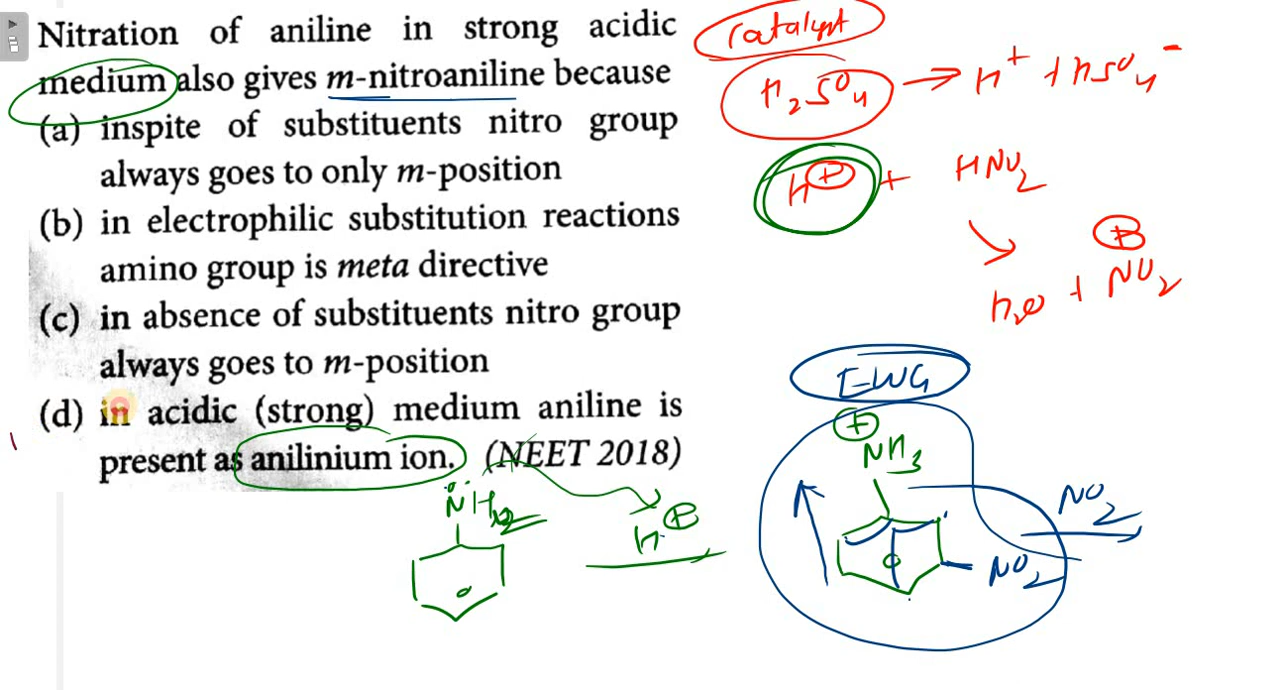 Nitration of aniline in strong acidic
medium also gives m-nitroaniline because
(a) inspite of substituents nitro group
always goes to only m-position
(b) in electrophilic substitution reactions
amino group is meta directive
(c) in absence of substituents nitro group
always goes to m-position
(d) in acidic (strong) medium aniline is
present as anilinium ion. (NEET 2018)
Catalyst
H2SO4 → H+ + HSO4-
H⊕ + HNO2
H2O + NO2 ⊕
EWG
⊕
NH3
NO2
NO2
NH2
H⊕